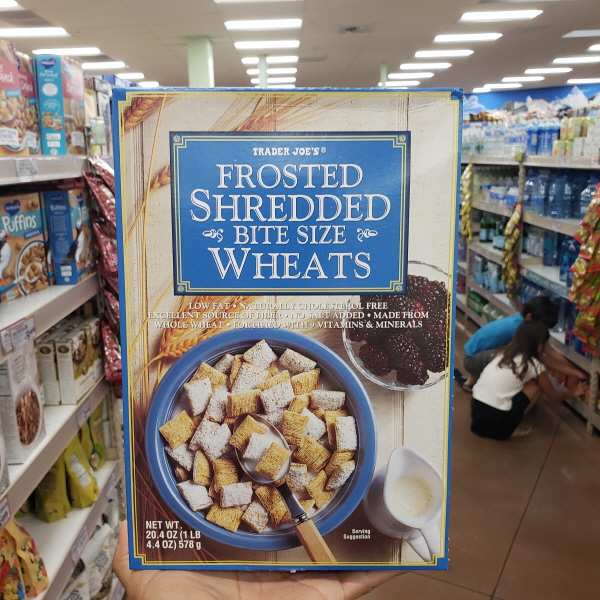 TRADER JOE'S®
FROSTED
SHREDDED
BITE SIZE
WHEATS
LOW FAT • NATURALLY CHOLESTEROL FREE
EXCELLENT SOURCE OF FIBER • NO SALT ADDED • MADE FROM
WHOLE WHEAT • FORTIFIED WITH 9 VITAMINS & MINERALS
NET WT.
20.4 OZ (1 LB
4.4 OZ) 578 g
Serving
Suggestion
Puffins